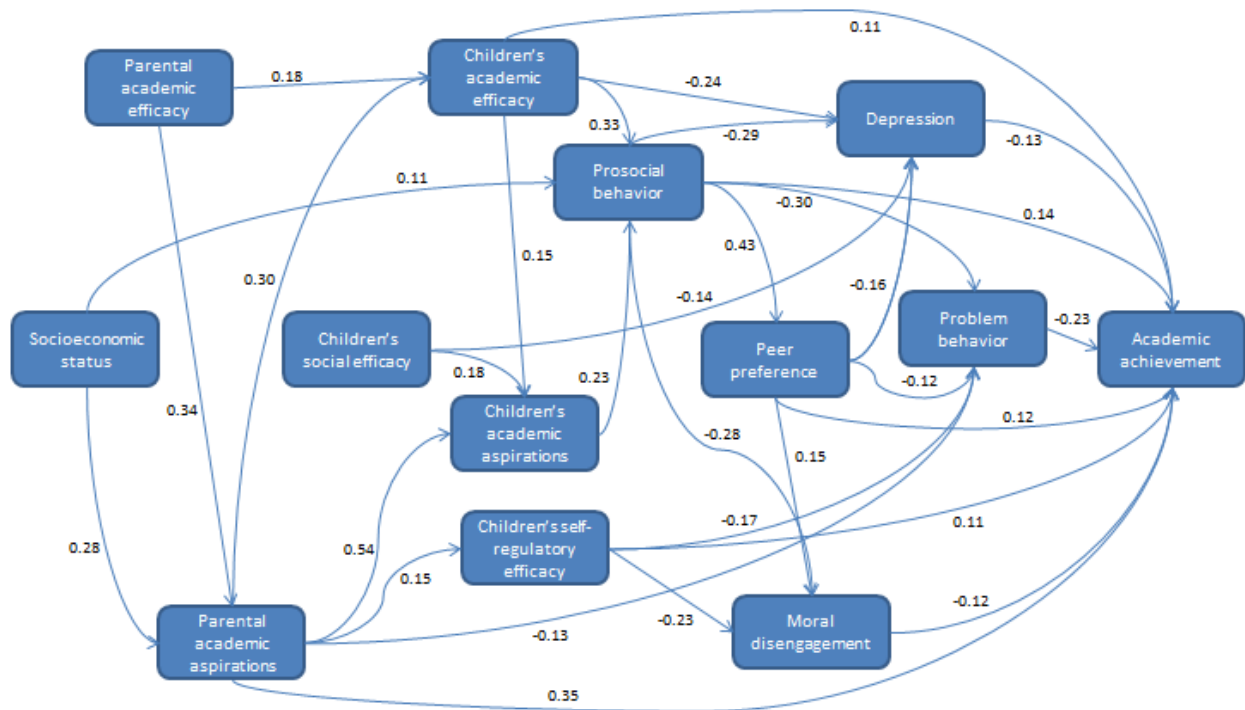 0.11
Parental
academic
efficacy
0.18
Children's
academic
efficacy
-0.24
Depression
-0.13
0.33
-0.29
Prosocial
behavior
0.11
-0.30
0.14
0.43
0.15
0.30
-0.14
-0.16
Socioeconomic
status
Children's
social efficacy
0.18
Peer
preference
Problem
behavior
-0.23
Academic
achievement
-0.12
0.34
Children's
academic
aspirations
0.23
-0.28
0.12
0.15
0.28
0.54
0.15
Children's self-
regulatory
efficacy
-0.17
0.11
-0.23
-0.13
Parental
academic
aspirations
Moral
disengagement
-0.12
0.35